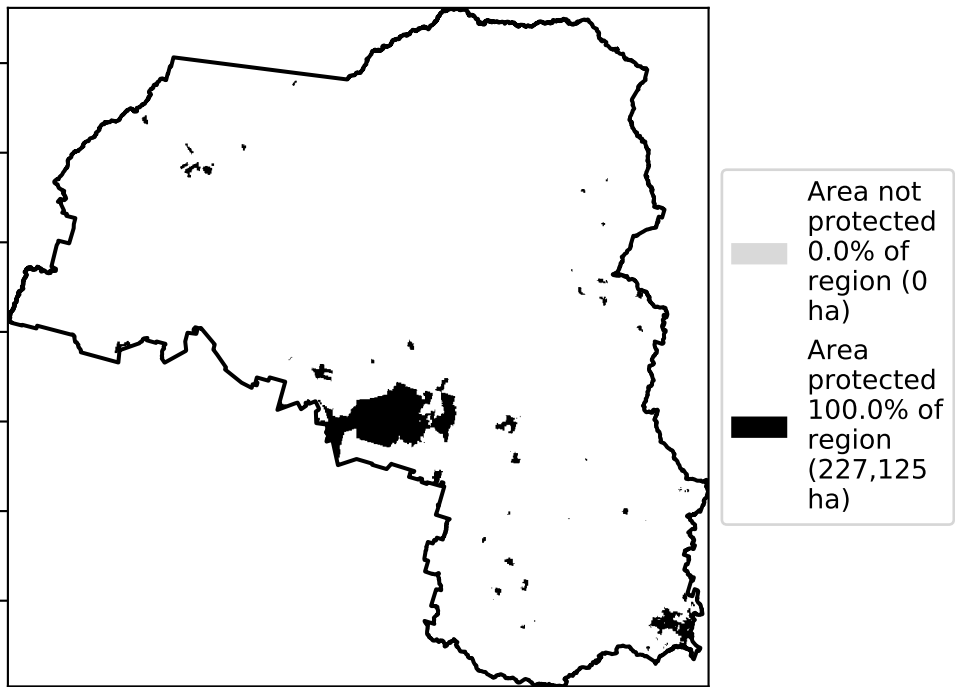 Area not
protected
0.0% of
region (0
ha)
Area
protected
100.0% of
region
(227,125
ha)